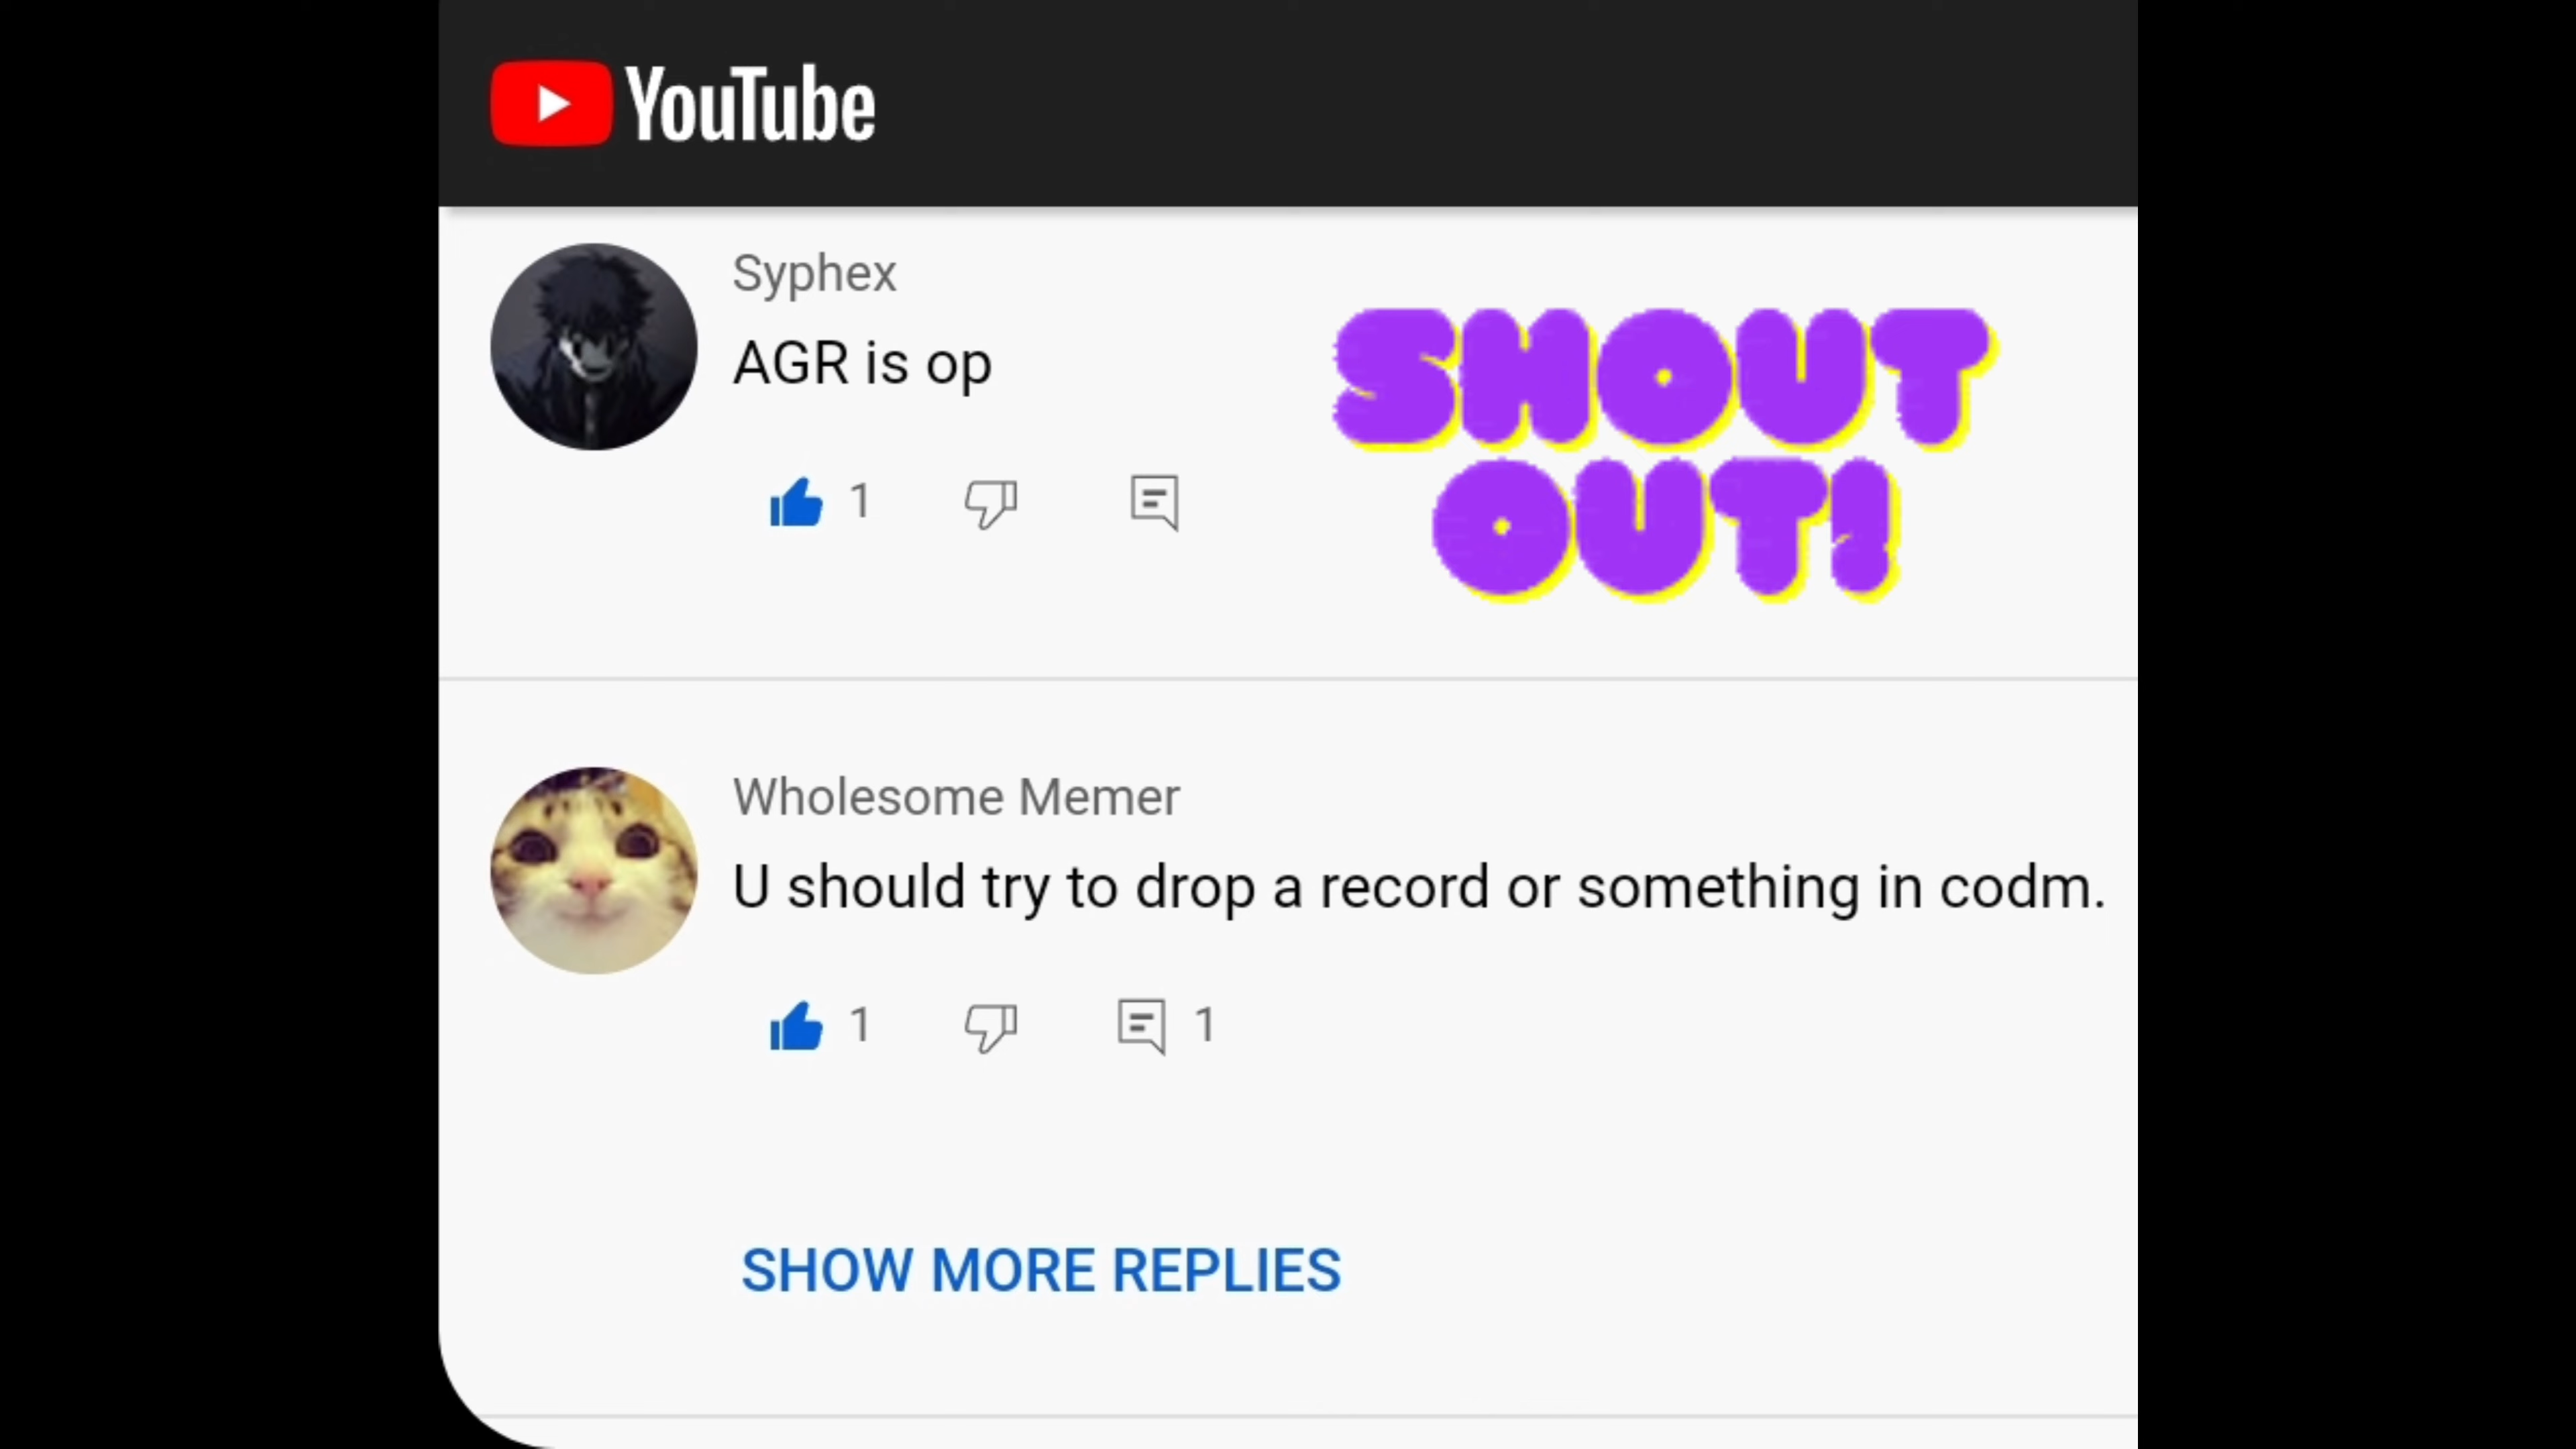 YouTube
Syphex
AGR is op
1
SHOUT
OUT!
Wholesome Memer
U should try to drop a record or something in codm.
1 1
SHOW MORE REPLIES